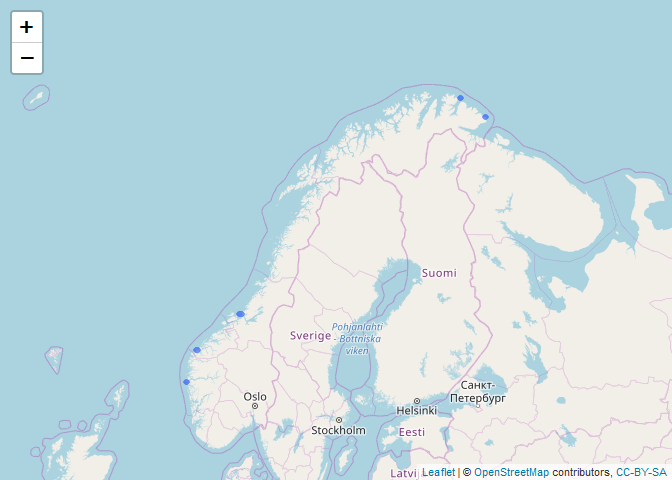 +
−
Suomi
Sverige
Pohjanlahti
/ Bottniska
viken
Санкт-
Петербург
Oslo
Helsinki
Stockholm
Eesti
Latvi
Leaflet | © OpenStreetMap contributors, CC-BY-SA